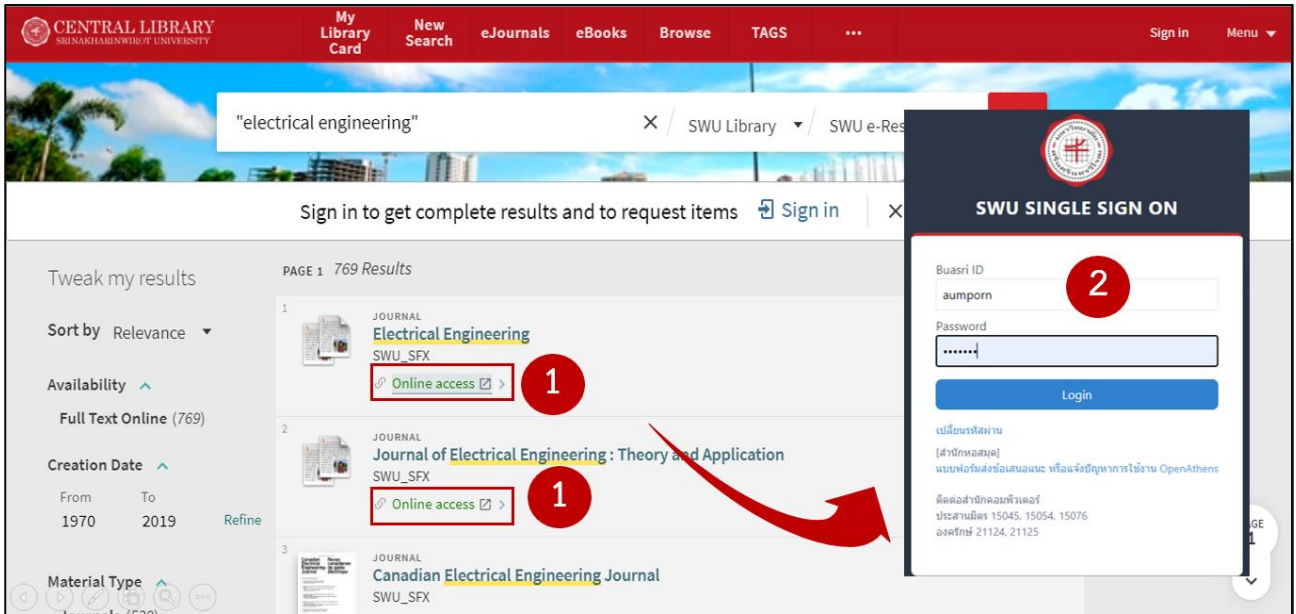 CENTRAL LIBRARY
SRINAKHARINWIROT UNIVERSITY
My Library Card
New Search
eJournals
eBooks
Browse
TAGS
...
Sign in
Menu
"electrical engineering"
SWU Library
SWU e-Res
Sign in to get complete results and to request items
Sign in
Tweak my results
Sort by Relevance
Availability
Full Text Online (769)
Creation Date
From To
1970 2019 Refine
Material Type
PAGE 1 769 Results
1
JOURNAL
Electrical Engineering
SWU_SFX
Online access
1
2
JOURNAL
Journal of Electrical Engineering : Theory and Application
SWU_SFX
Online access
1
3
JOURNAL
Canadian Electrical Engineering Journal
SWU_SFX
SWU SINGLE SIGN ON
Buasri ID
aumporn
2
Password
Login
เปลี่ยนรหัสผ่าน
[สำนักหอสมุด]
แบบฟอร์มส่งข้อเสนอแนะ หรือแจ้งปัญหาการใช้งาน OpenAthens
ติดต่อสำนักคอมพิวเตอร์
ประสานมิตร 15045, 15054, 15076
องครักษ์ 21124, 21125